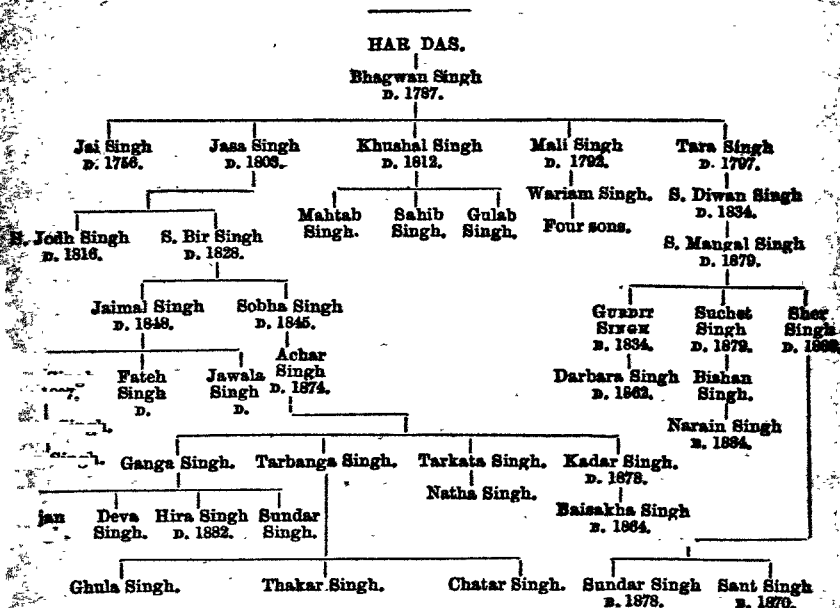 HAR DAS.
Bhagwan Singh
D. 1787.
Jai Singh Jasa Singh Khushal Singh Mali Singh Tara Singh
D. 1756. D. 1803. D. 1812. D. 1792. D. 1797.
Wariam Singh. S. Diwan Singh
D. 1834.
Mahtab Sahib Gulab
Singh. Singh. Singh.
Four sons.
S. Jodh Singh S. Bir Singh
D. 1816. D. 1828.
S. Mangal Singh
D. 1879.
Jaimal Singh Sobha Singh
D. 1848. D. 1845.
GURDIT Suchet Sher
SINGH Singh Singh
B. 1834. D. 1879.
Achar
Singh
D. 1874.
Fateh Jawala
Singh Singh
D. D.
Darbara Singh Bishan
D. 1862. Singh.
Narain Singh
B. 1884.
Ganga Singh. Tarbanga Singh. Tarkata Singh. Kadar Singh.
D. 1878.
Natha Singh.
Baisakha Singh
B. 1864.
jan Deva Hira Singh Sundar
Singh. D. 1882. Singh.
Ghula Singh. Thakar Singh. Chatar Singh. Sundar Singh Sant Singh
B. 1878. B. 1870.